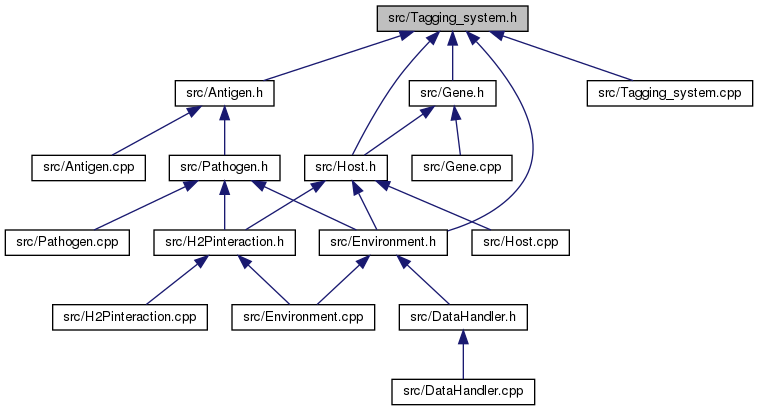 src/Tagging_system.h
src/Antigen.h
src/Gene.h
src/Tagging_system.cpp
src/Antigen.cpp
src/Pathogen.h
src/Host.h
src/Gene.cpp
src/Pathogen.cpp
src/H2Pinteraction.h
src/Environment.h
src/Host.cpp
src/H2Pinteraction.cpp
src/Environment.cpp
src/DataHandler.h
src/DataHandler.cpp